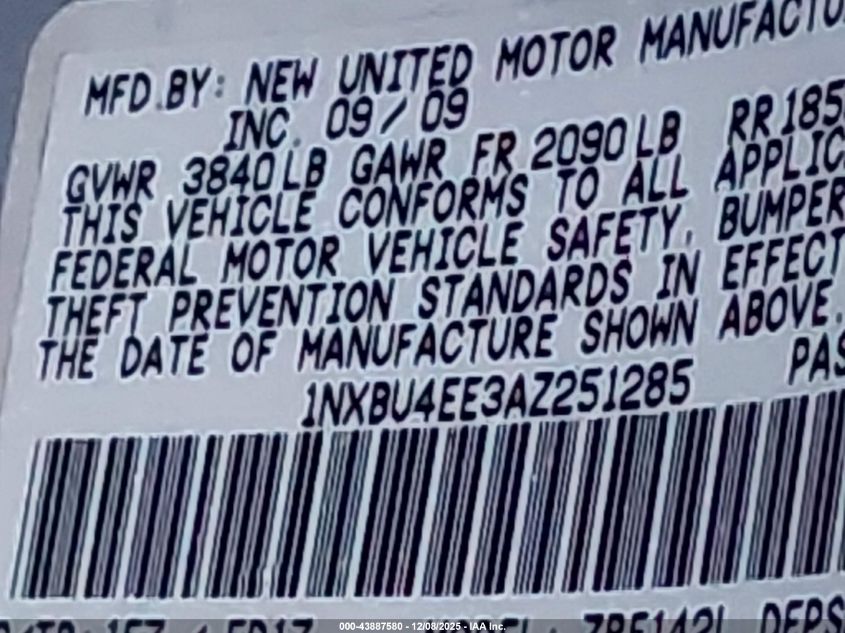 MFD.BY: NEW UNITED MOTOR MANUFACTU
INC. 09/09
GVWR 3840LB GAWR FR 2090LB RR 185
THIS VEHICLE CONFORMS TO ALL APPLIC
FEDERAL MOTOR VEHICLE SAFETY, BUMPER
THEFT PREVENTION STANDARDS IN EFFECT
THE DATE OF MANUFACTURE SHOWN ABOVE.
1NXBU4EE3AZ251285 PAS
000-43887580 - 12/08/2025 - IAA Inc.